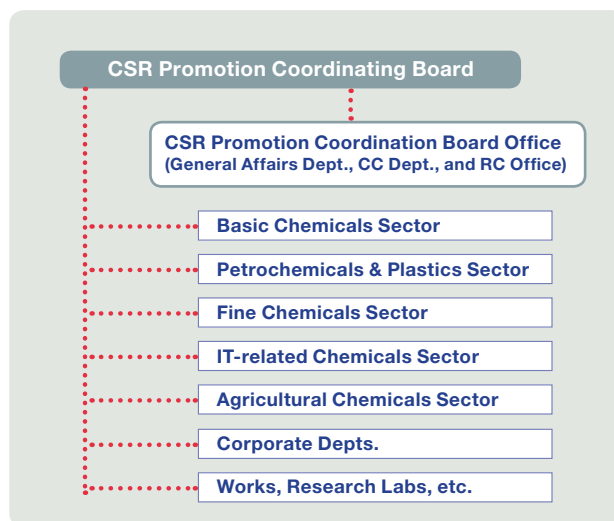 CSR Promotion Coordinating Board
CSR Promotion Coordination Board Office
(General Affairs Dept., CC Dept., and RC Office)
Basic Chemicals Sector
Petrochemicals & Plastics Sector
Fine Chemicals Sector
IT-related Chemicals Sector
Agricultural Chemicals Sector
Corporate Depts.
Works, Research Labs, etc.